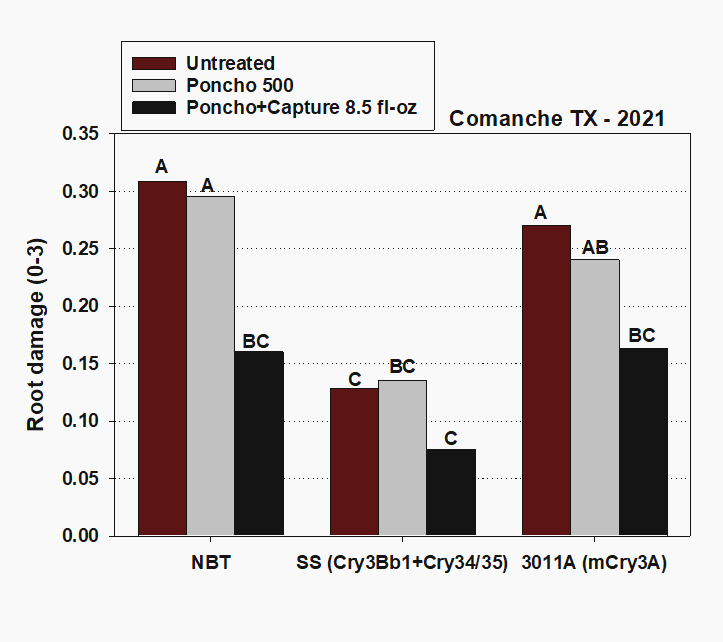 Untreated
Poncho 500
Poncho+Capture 8.5 fl-oz
Comanche TX - 2021
Root damage (0-3)
0.35
0.30
0.25
0.20
0.15
0.10
0.05
0.00
A
A
BC
C
BC
C
A
AB
BC
NBT
SS (Cry3Bb1+Cry34/35)
3011A (mCry3A)